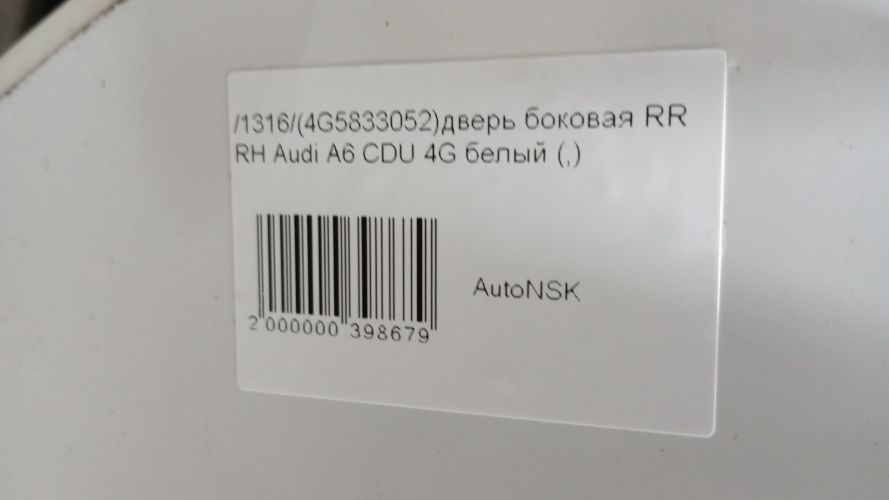 /1316/(4G5833052)дверь боковая RR
RH Audi A6 CDU 4G белый (,)
AutoNSK
2 000000 398679